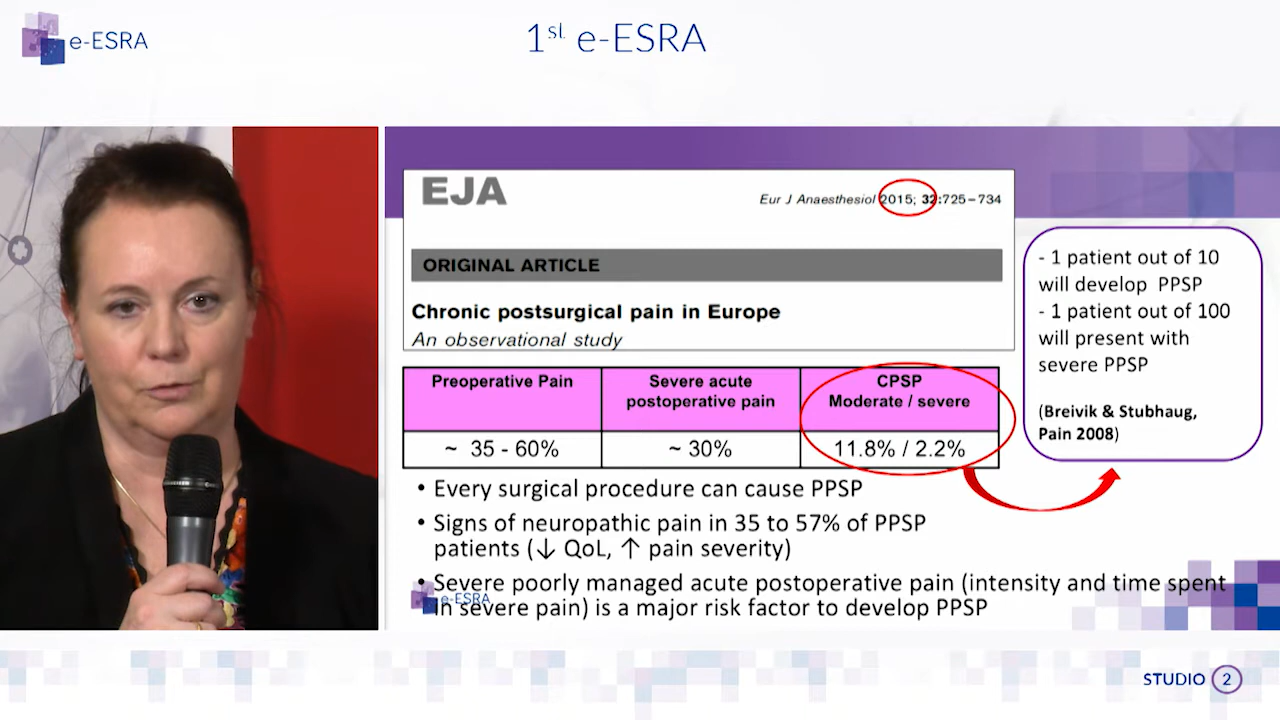 e-ESRA
1st e-ESRA
EJA
Eur J Anaesthesiol 2015; 32:725–734
ORIGINAL ARTICLE
Chronic postsurgical pain in Europe
An observational study
Preoperative Pain
Severe acute
postoperative pain
CPSP
Moderate / severe
~ 35 - 60%
~ 30%
11.8% / 2.2%
- 1 patient out of 10
will develop PPSP
- 1 patient out of 100
will present with
severe PPSP
(Breivik & Stubhaug,
Pain 2008)
• Every surgical procedure can cause PPSP
• Signs of neuropathic pain in 35 to 57% of PPSP
patients (↓ QoL, ↑ pain severity)
• Severe poorly managed acute postoperative pain (intensity and time spent
in severe pain) is a major risk factor to develop PPSP
e-ESRA
STUDIO 2